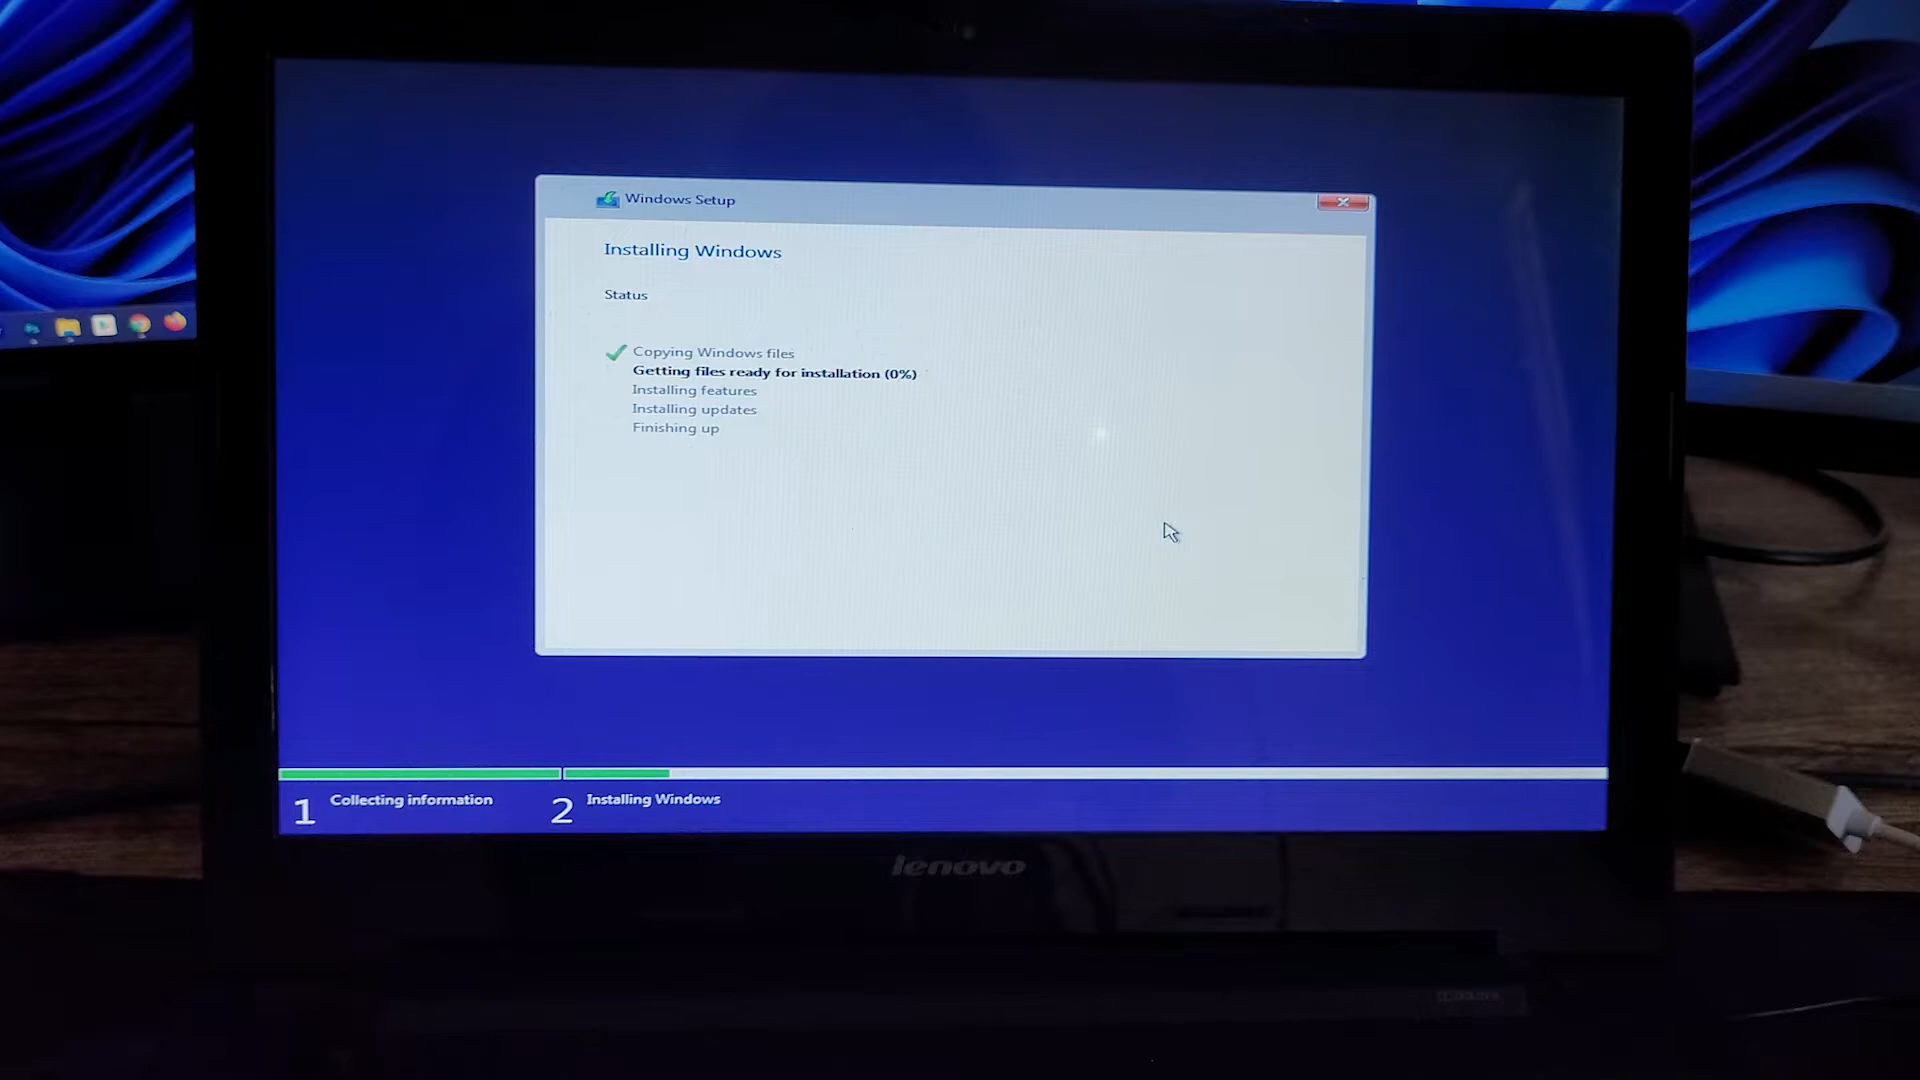 Windows Setup
Installing Windows
Status
Copying Windows files
Getting files ready for installation (0%)
Installing features
Installing updates
Finishing up
1 Collecting information
2 Installing Windows
lenovo